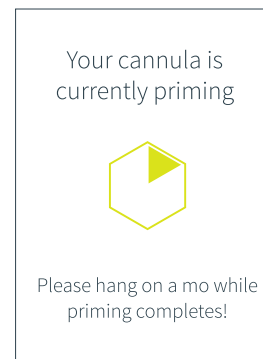 Your cannula is
currently priming
Please hang on a mo while
priming completes!